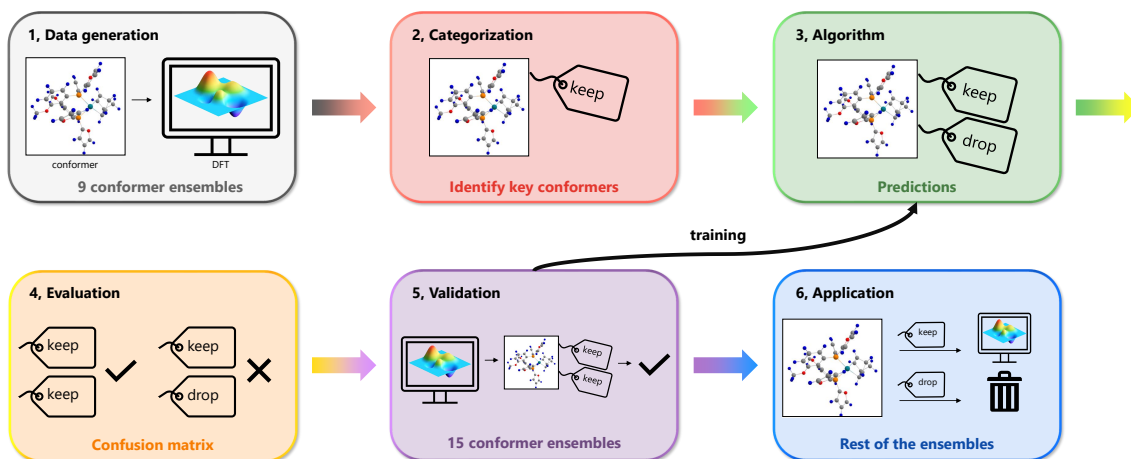 1, Data generation
conformer
DFT
9 conformer ensembles
2, Categorization
keep
Identify key conformers
3, Algorithm
keep
drop
Predictions
training
4, Evaluation
keep
keep
keep
drop
Confusion matrix
5, Validation
keep
keep
15 conformer ensembles
6, Application
keep
drop
Rest of the ensembles